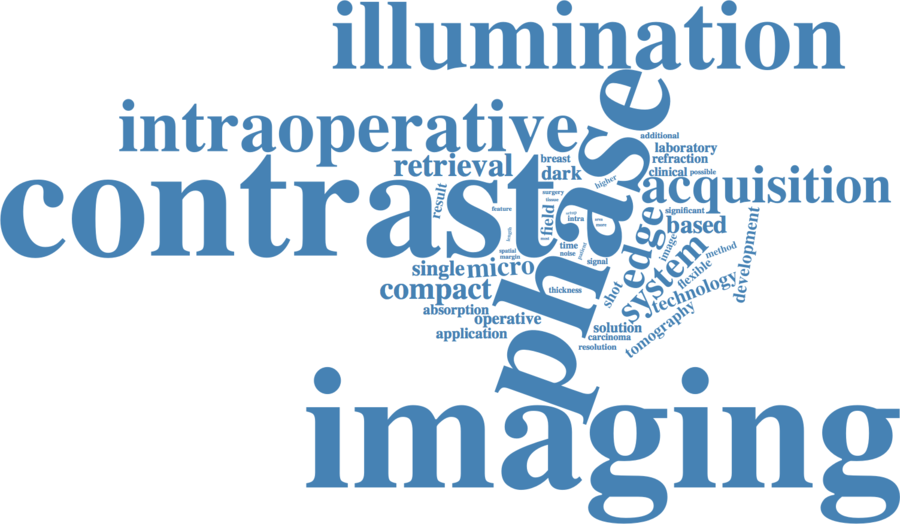 illumination
phase
intraoperative
additional
laboratory
retrieval
breast
refraction
contrast
dark
clinical
possible
higher
acquisition
result
surgery
tissue
feature
field
intra
significant
based
edge
development
time
noise
image
method
spatial
margin
signal
system
flexible
single
micro
technology
compact
thickness
shot
absorption
operative
tomography
application
solution
carcinoma
resolution
imaging